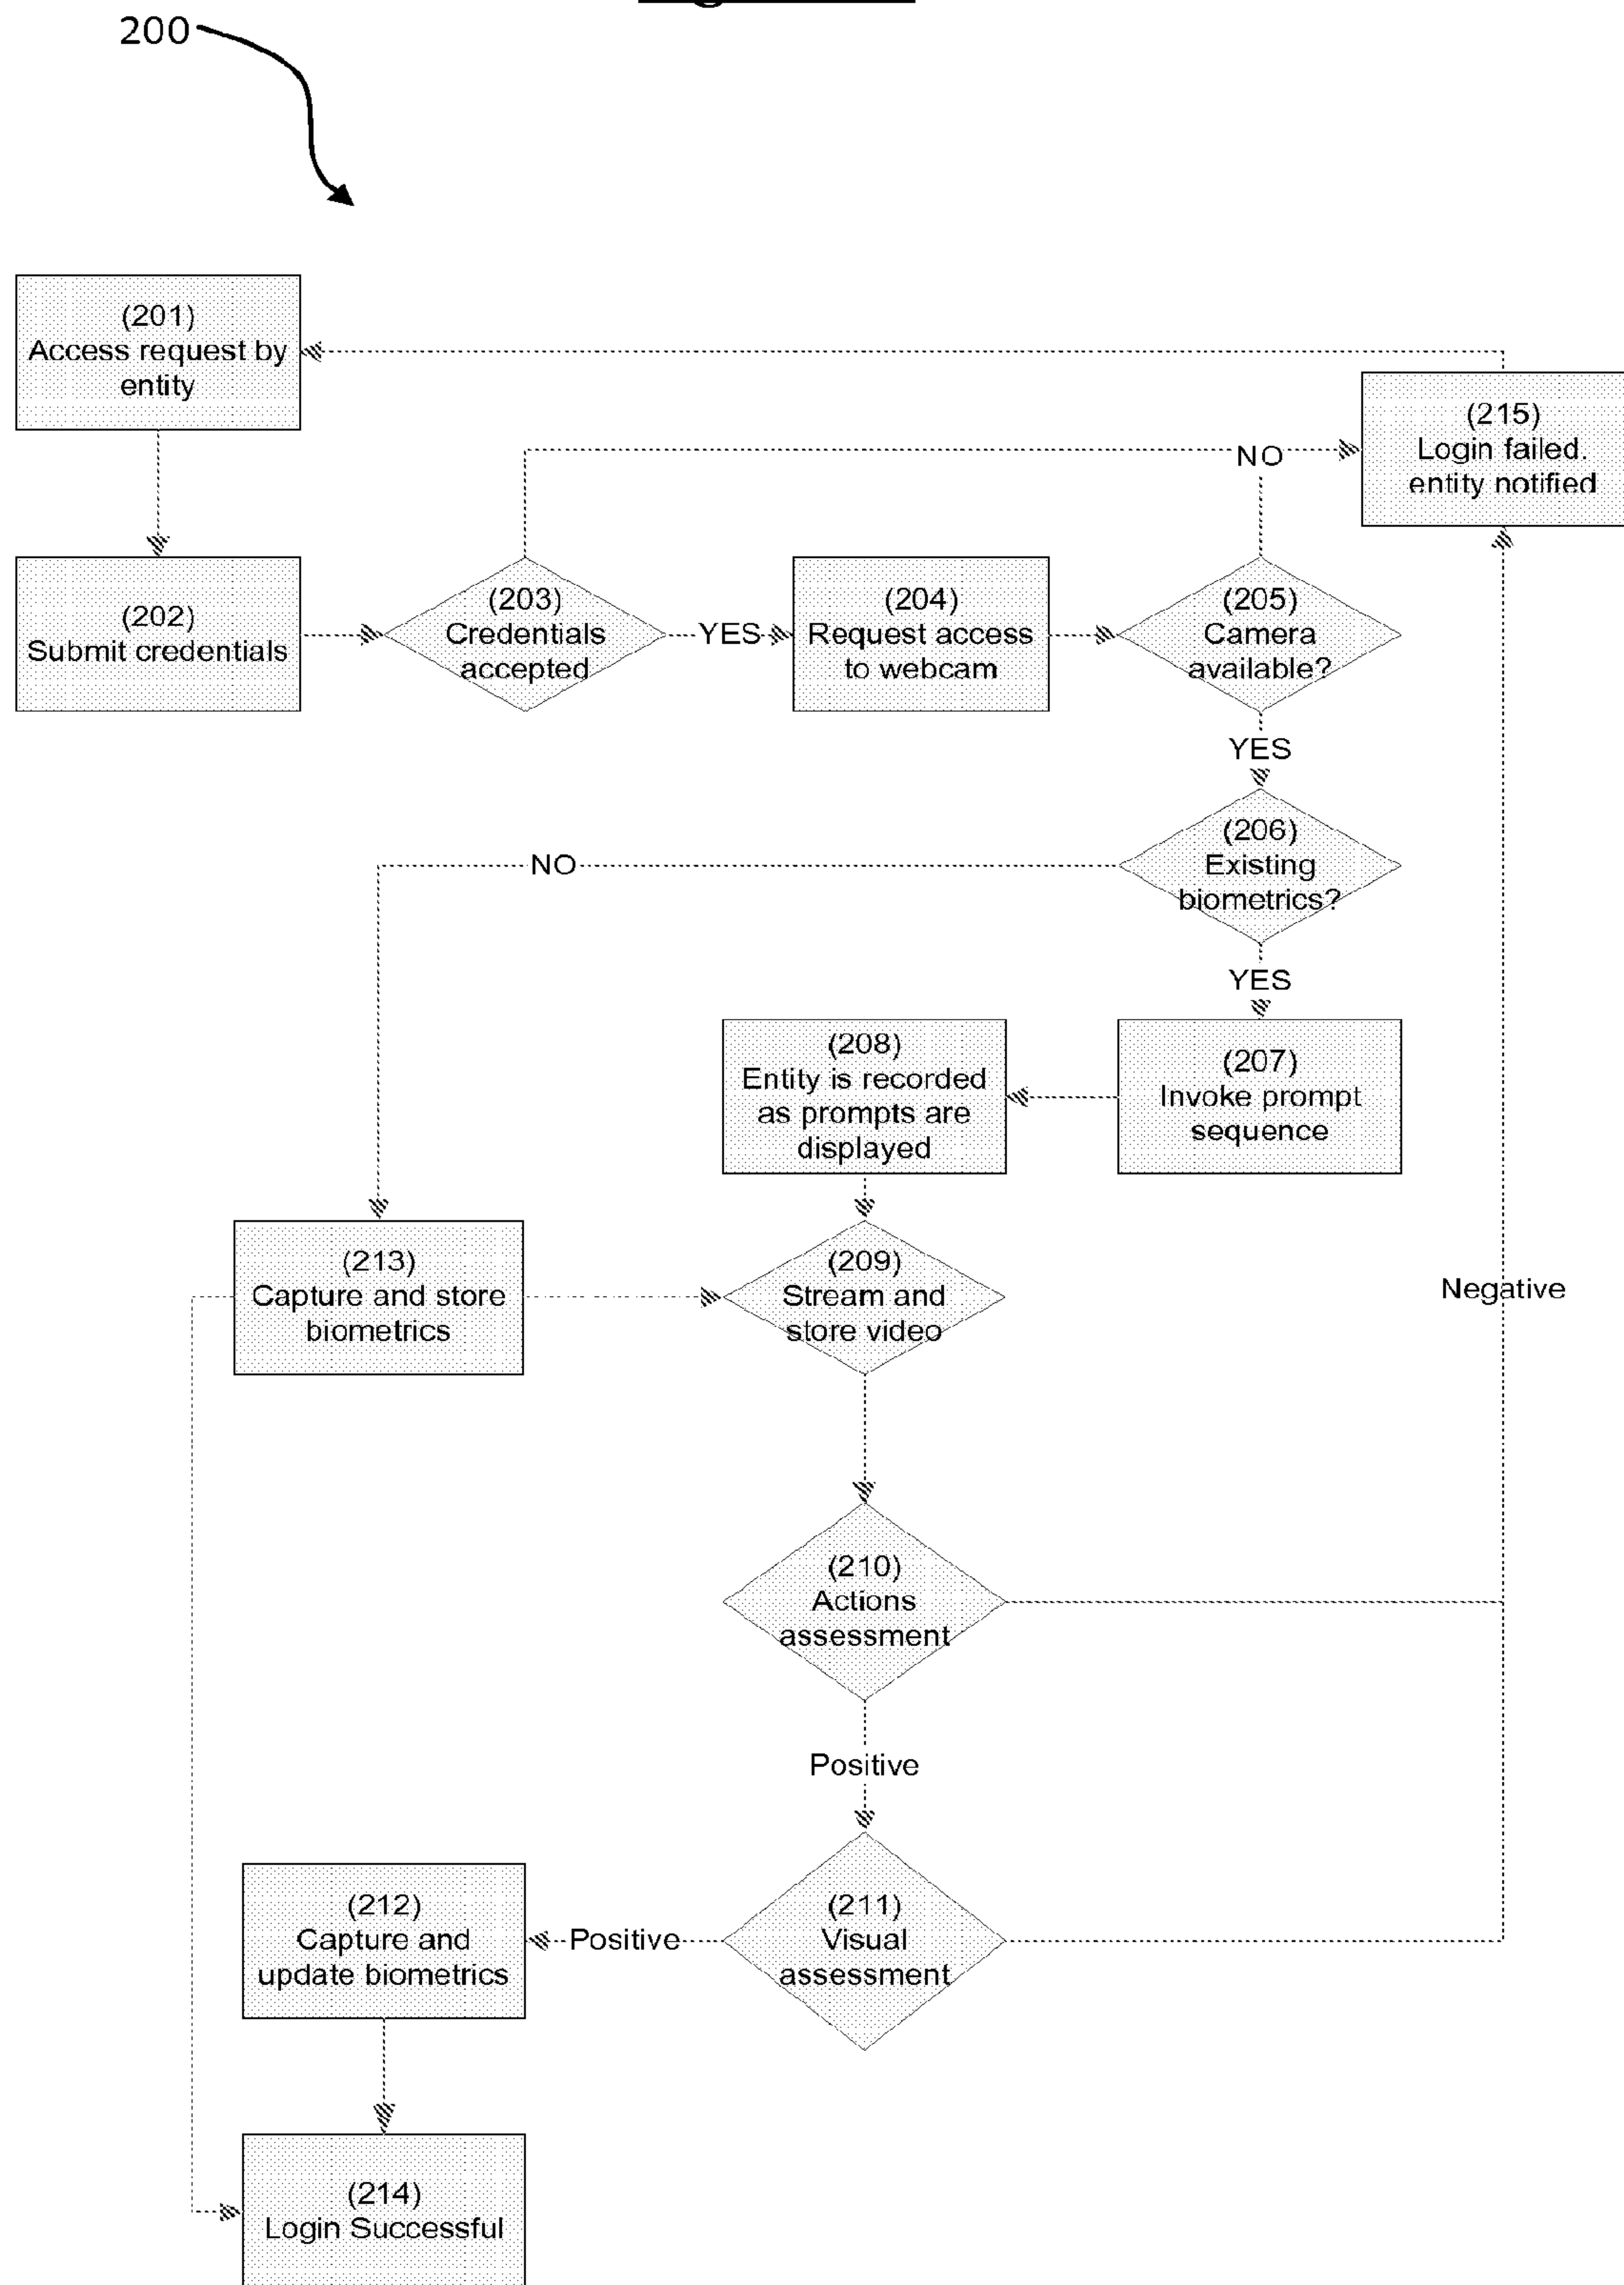 200
(201)
Access request by
entity
(215)
Login failed.
entity notified
NO
(202)
Submit credentials
(203)
Credentials
accepted
YES
(204)
Request access
to webcam
(205)
Camera
available?
YES
(206)
Existing
biometrics?
NO
YES
(208)
Entity is recorded
as prompts are
displayed
(207)
Invoke prompt
sequence
(213)
Capture and store
biometrics
(209)
Stream and
store video
Negative
(210)
Actions
assessment
Positive
(212)
Capture and
update biometrics
Positive
(211)
Visual
assessment
(214)
Login Successful